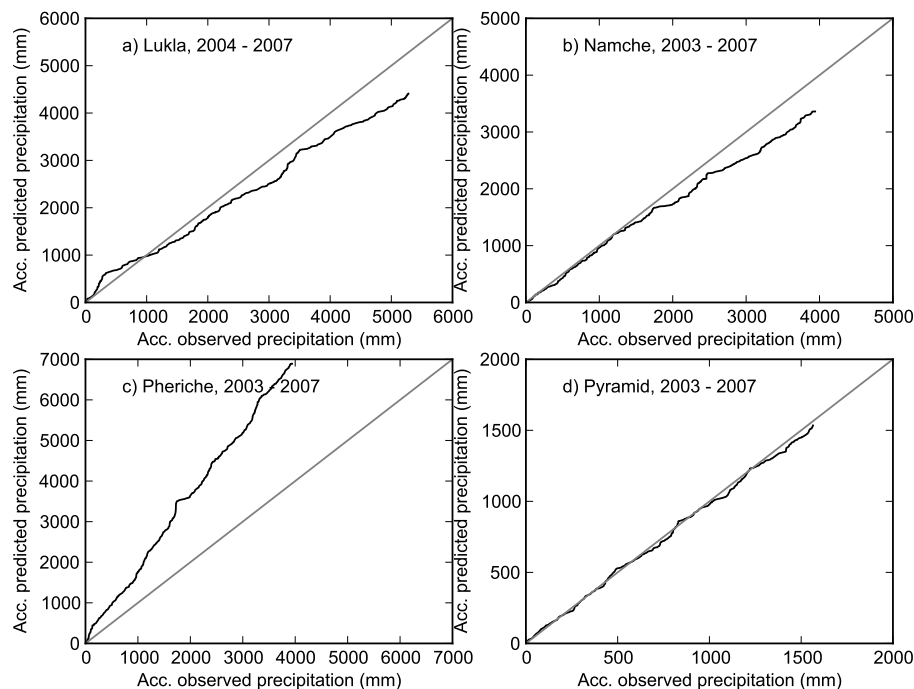 a) Lukla, 2004 - 2007
Acc. predicted precipitation (mm)
6000
5000
4000
3000
2000
1000
0
0 1000 2000 3000 4000 5000 6000
Acc. observed precipitation (mm)
b) Namche, 2003 - 2007
Acc. predicted precipitation (mm)
5000
4000
3000
2000
1000
0
0 1000 2000 3000 4000 5000
Acc. observed precipitation (mm)
c) Pheriche, 2003 - 2007
Acc. predicted precipitation (mm)
7000
6000
5000
4000
3000
2000
1000
0
0 1000 2000 3000 4000 5000 6000 7000
Acc. observed precipitation (mm)
d) Pyramid, 2003 - 2007
Acc. predicted precipitation (mm)
2000
1500
1000
500
0
0 500 1000 1500 2000
Acc. observed precipitation (mm)